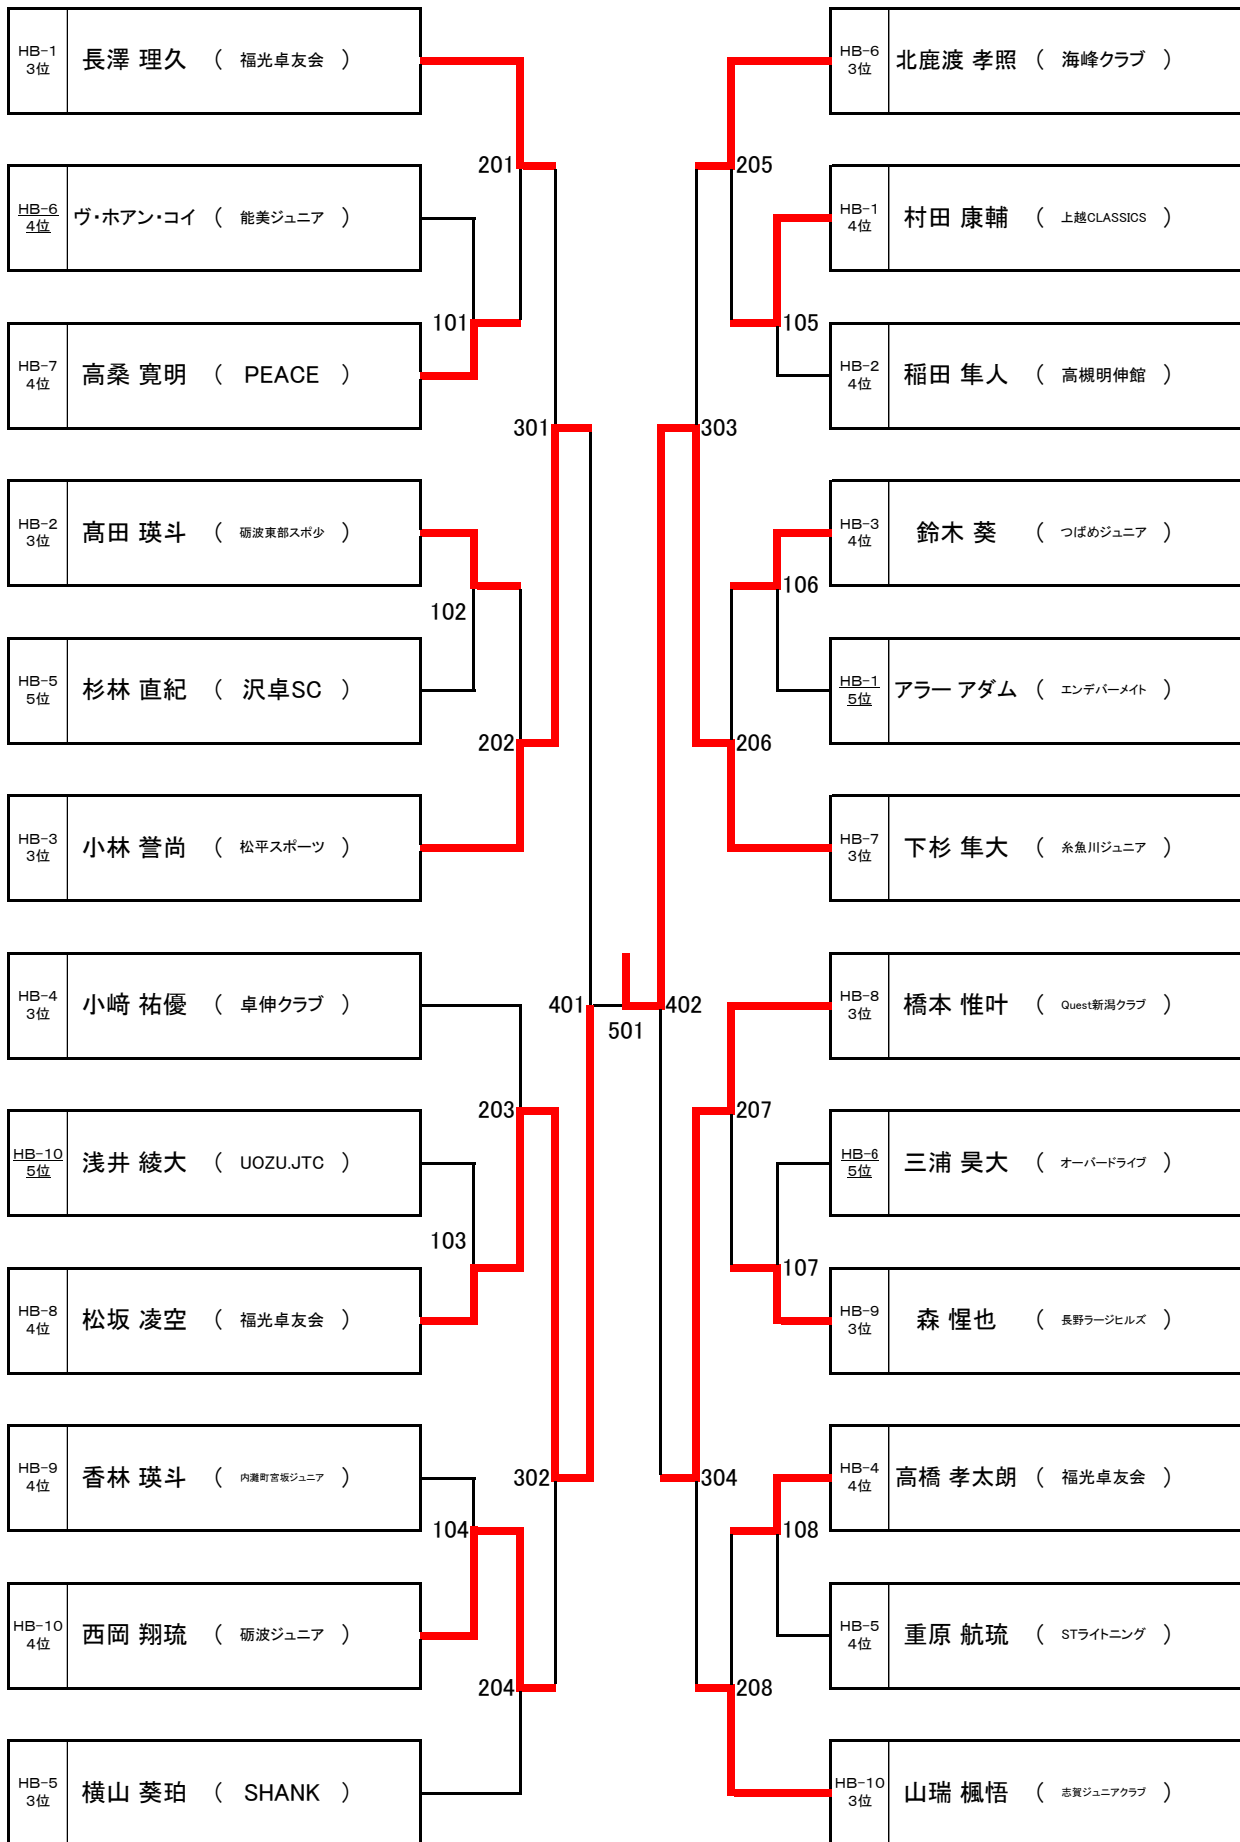 HB-1
3位
長澤 理久 （ 福光卓友会 ）
HB-6
4位
ヴ・ホアン・コイ （ 能美ジュニア ）
HB-7
4位
高桑 寛明 （ PEACE ）
HB-2
3位
髙田 瑛斗 （ 砺波東部スポ少 ）
HB-5
5位
杉林 直紀 （ 沢卓SC ）
HB-3
3位
小林 誉尚 （ 松平スポーツ ）
HB-4
3位
小﨑 祐優 （ 卓伸クラブ ）
HB-10
5位
浅井 綾大 （ UOZU.JTC ）
HB-8
4位
松坂 凌空 （ 福光卓友会 ）
HB-9
4位
香林 瑛斗 （ 内灘町宮坂ジュニア ）
HB-10
4位
西岡 翔琉 （ 砺波ジュニア ）
HB-5
3位
横山 葵珀 （ SHANK ）
201
101
301
102
202
401
203
103
302
104
204
501
205
105
303
106
206
402
207
107
304
108
208
HB-6
3位
北鹿渡 孝照 （ 海峰クラブ ）
HB-1
4位
村田 康輔 （ 上越CLASSICS ）
HB-2
4位
稲田 隼人 （ 高槻明伸館 ）
HB-3
4位
鈴木 葵 （ つばめジュニア ）
HB-1
5位
アラー アダム （ エンデバーメイト ）
HB-7
3位
下杉 隼大 （ 糸魚川ジュニア ）
HB-8
3位
橋本 惟叶 （ Quest新潟クラブ ）
HB-6
5位
三浦 昊大 （ オーバードライブ ）
HB-9
3位
森 惺也 （ 長野ラージヒルズ ）
HB-4
4位
高橋 孝太朗 （ 福光卓友会 ）
HB-5
4位
重原 航琉 （ STライトニング ）
HB-10
3位
山瑞 楓悟 （ 志賀ジュニアクラブ ）